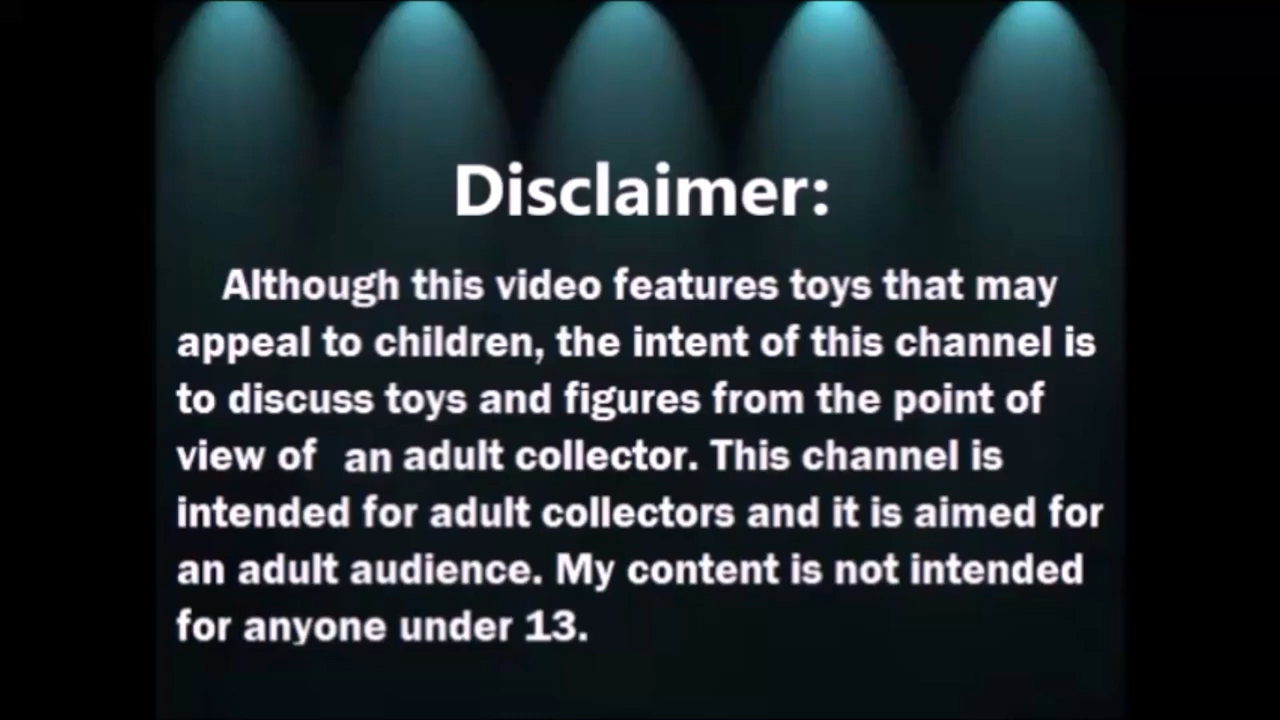 Disclaimer:
Although this video features toys that may
appeal to children, the intent of this channel is
to discuss toys and figures from the point of
view of an adult collector. This channel is
intended for adult collectors and it is aimed for
an adult audience. My content is not intended
for anyone under 13.